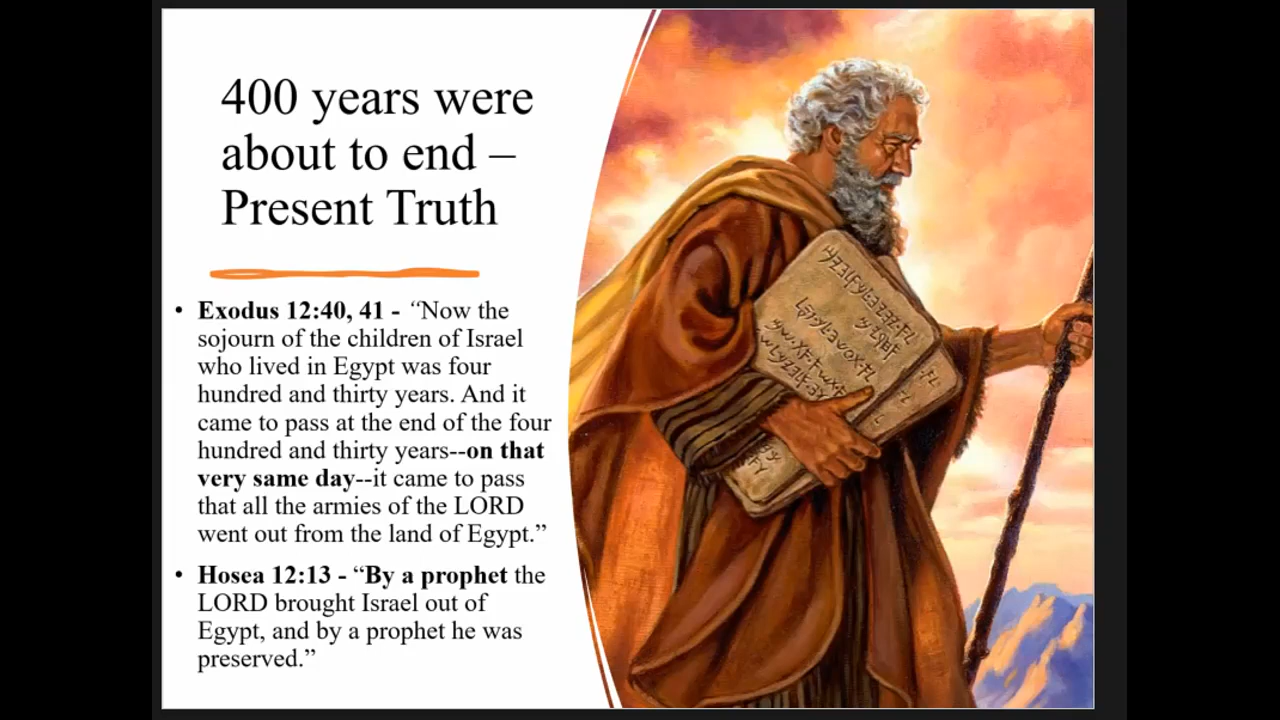 400 years were
about to end –
Present Truth
• Exodus 12:40, 41 - “Now the
sojourn of the children of Israel
who lived in Egypt was four
hundred and thirty years. And it
came to pass at the end of the four
hundred and thirty years--on that
very same day--it came to pass
that all the armies of the LORD
went out from the land of Egypt.”
• Hosea 12:13 - “By a prophet the
LORD brought Israel out of
Egypt, and by a prophet he was
preserved.”